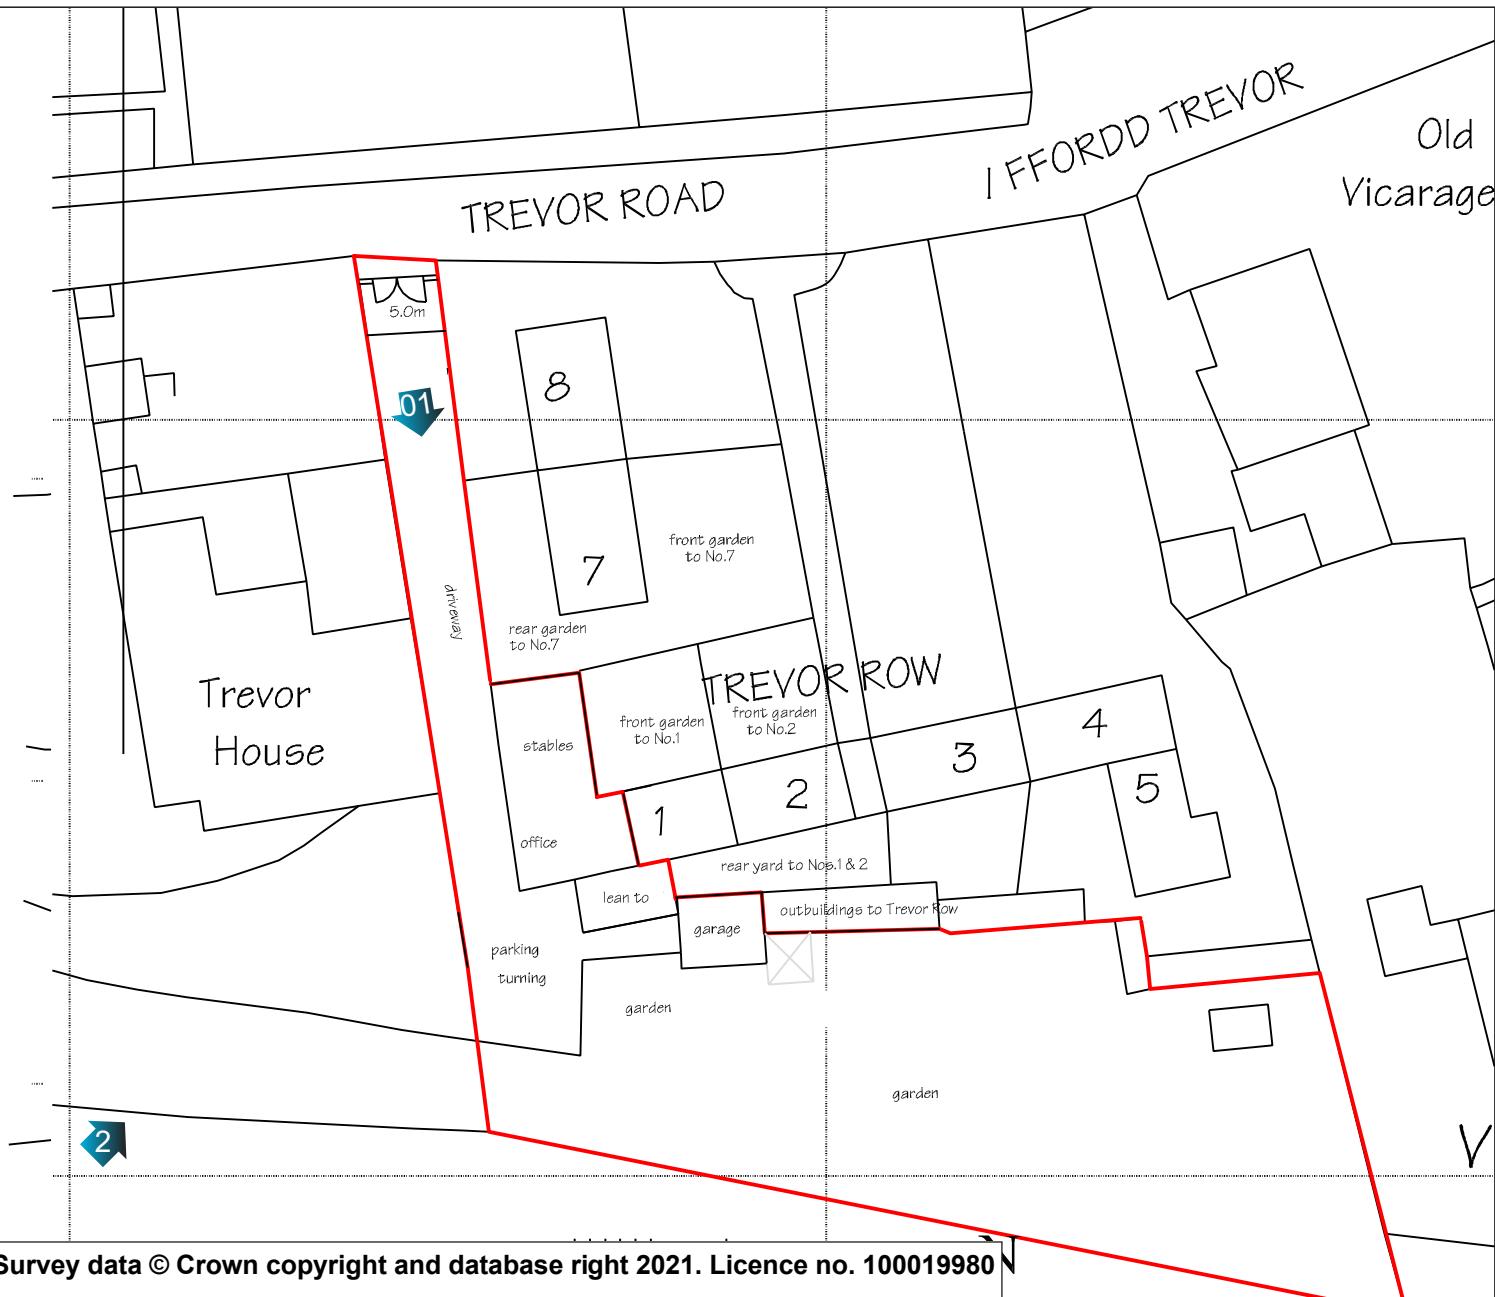 I FFORDD TREVOR
Old
Vicarage
TREVOR ROAD
5.0m
01
8
7
front garden
to No.7
driveway
rear garden
to No.7
TREVOR ROW
Trevor
House
front garden
to No.1
front garden
to No.2
stables
office
1
2
3
4
5
rear yard to Nos.1 & 2
lean to
outbuildings to Trevor Row
garage
parking
turning
garden
garden
2
V
N
Survey data © Crown copyright and database right 2021. Licence no. 100019980